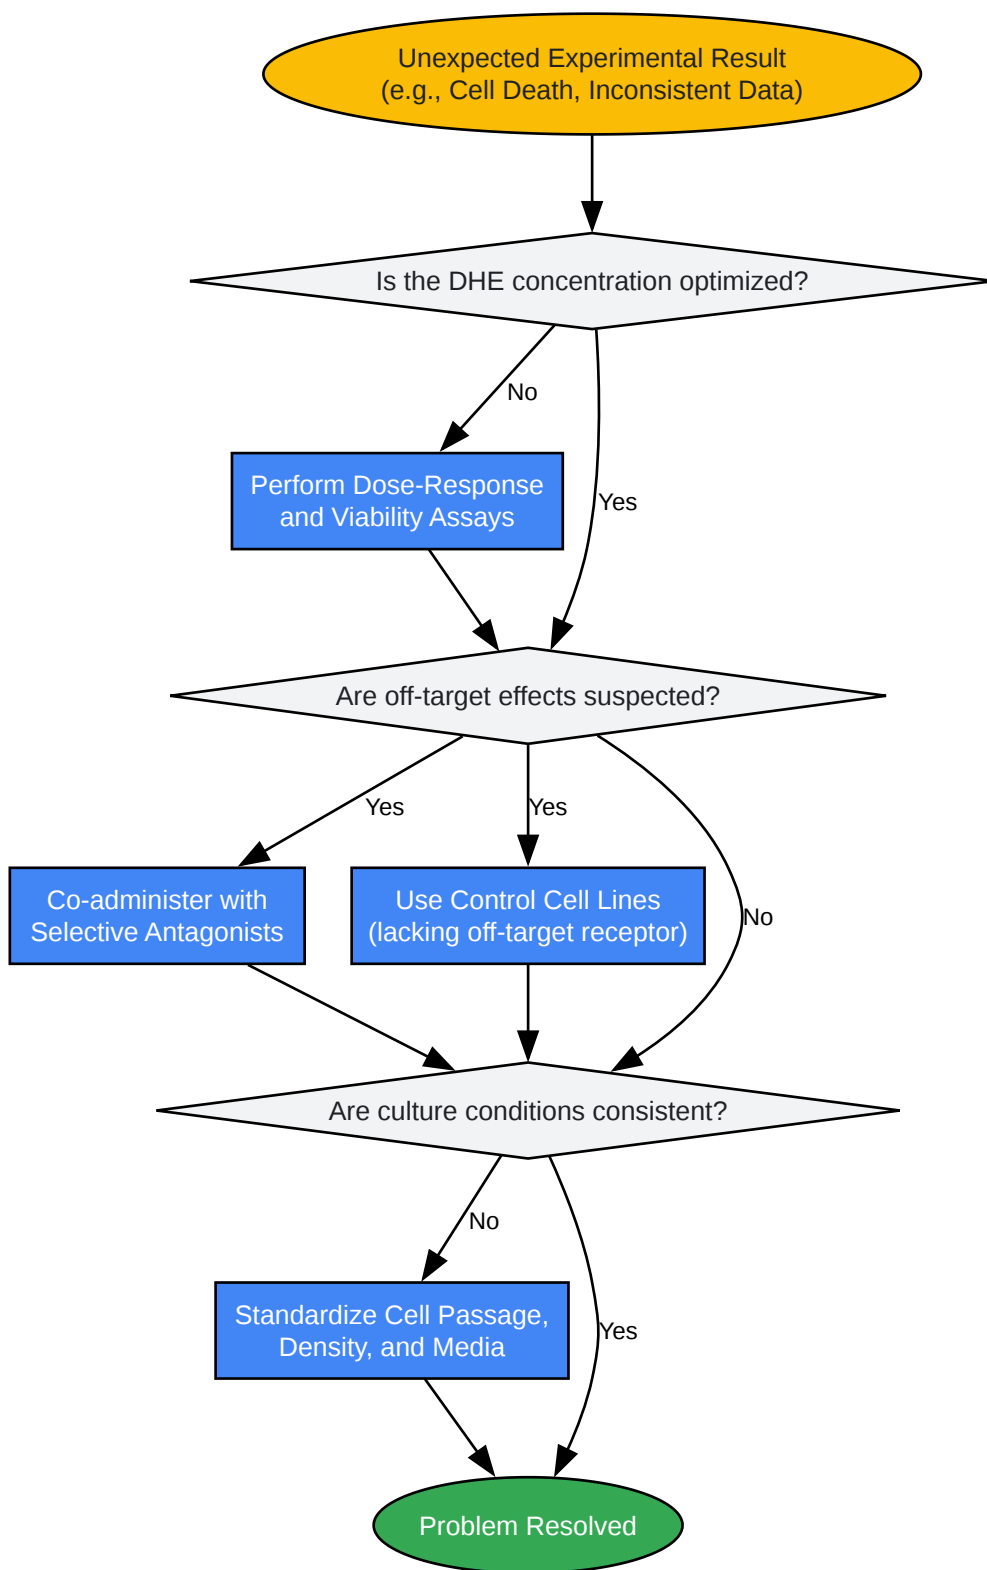 Unexpected Experimental Result
(e.g., Cell Death, Inconsistent Data)
Is the DHE concentration optimized?
No
Perform Dose-Response
and Viability Assays
Yes
Are off-target effects suspected?
Yes
Yes
Co-administer with
Selective Antagonists
Use Control Cell Lines
(lacking off-target receptor)
No
Are culture conditions consistent?
No
Standardize Cell Passage,
Density, and Media
Yes
Problem Resolved